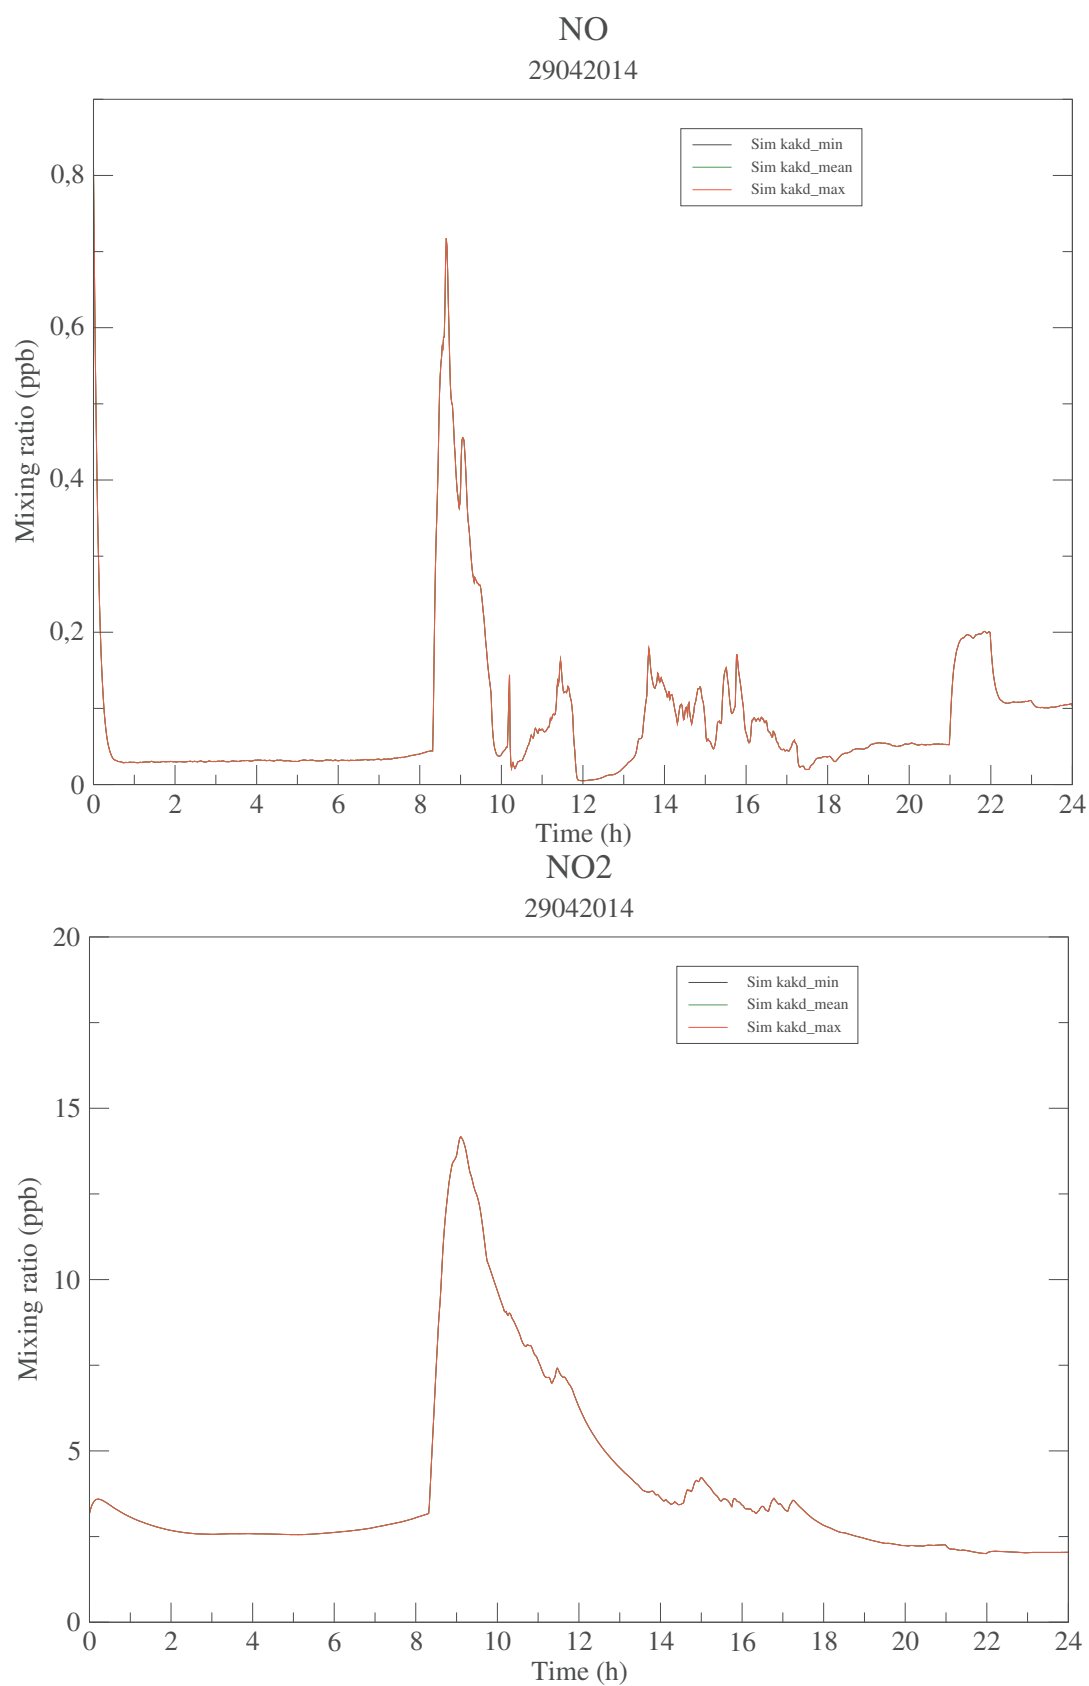 NO
29042014
Sim kakd_min
Sim kakd_mean
Sim kakd_max
0,8
0,6
0,4
0,2
0
Mixing ratio (ppb)
0 2 4 6 8 10 12 14 16 18 20 22 24
Time (h)
NO2
29042014
Sim kakd_min
Sim kakd_mean
Sim kakd_max
20
15
10
5
0
Mixing ratio (ppb)
0 2 4 6 8 10 12 14 16 18 20 22 24
Time (h)